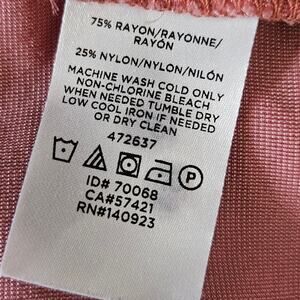 75% RAYON/RAYONNE/
RAYÓN
25% NYLON/NYLON/NILÓN
MACHINE WASH COLD ONLY
NON-CHLORINE BLEACH
WHEN NEEDED TUMBLE DRY
LOW COOL IRON IF NEEDED
OR DRY CLEAN
472637
P
ID# 70068
CA#57421
RN#140923